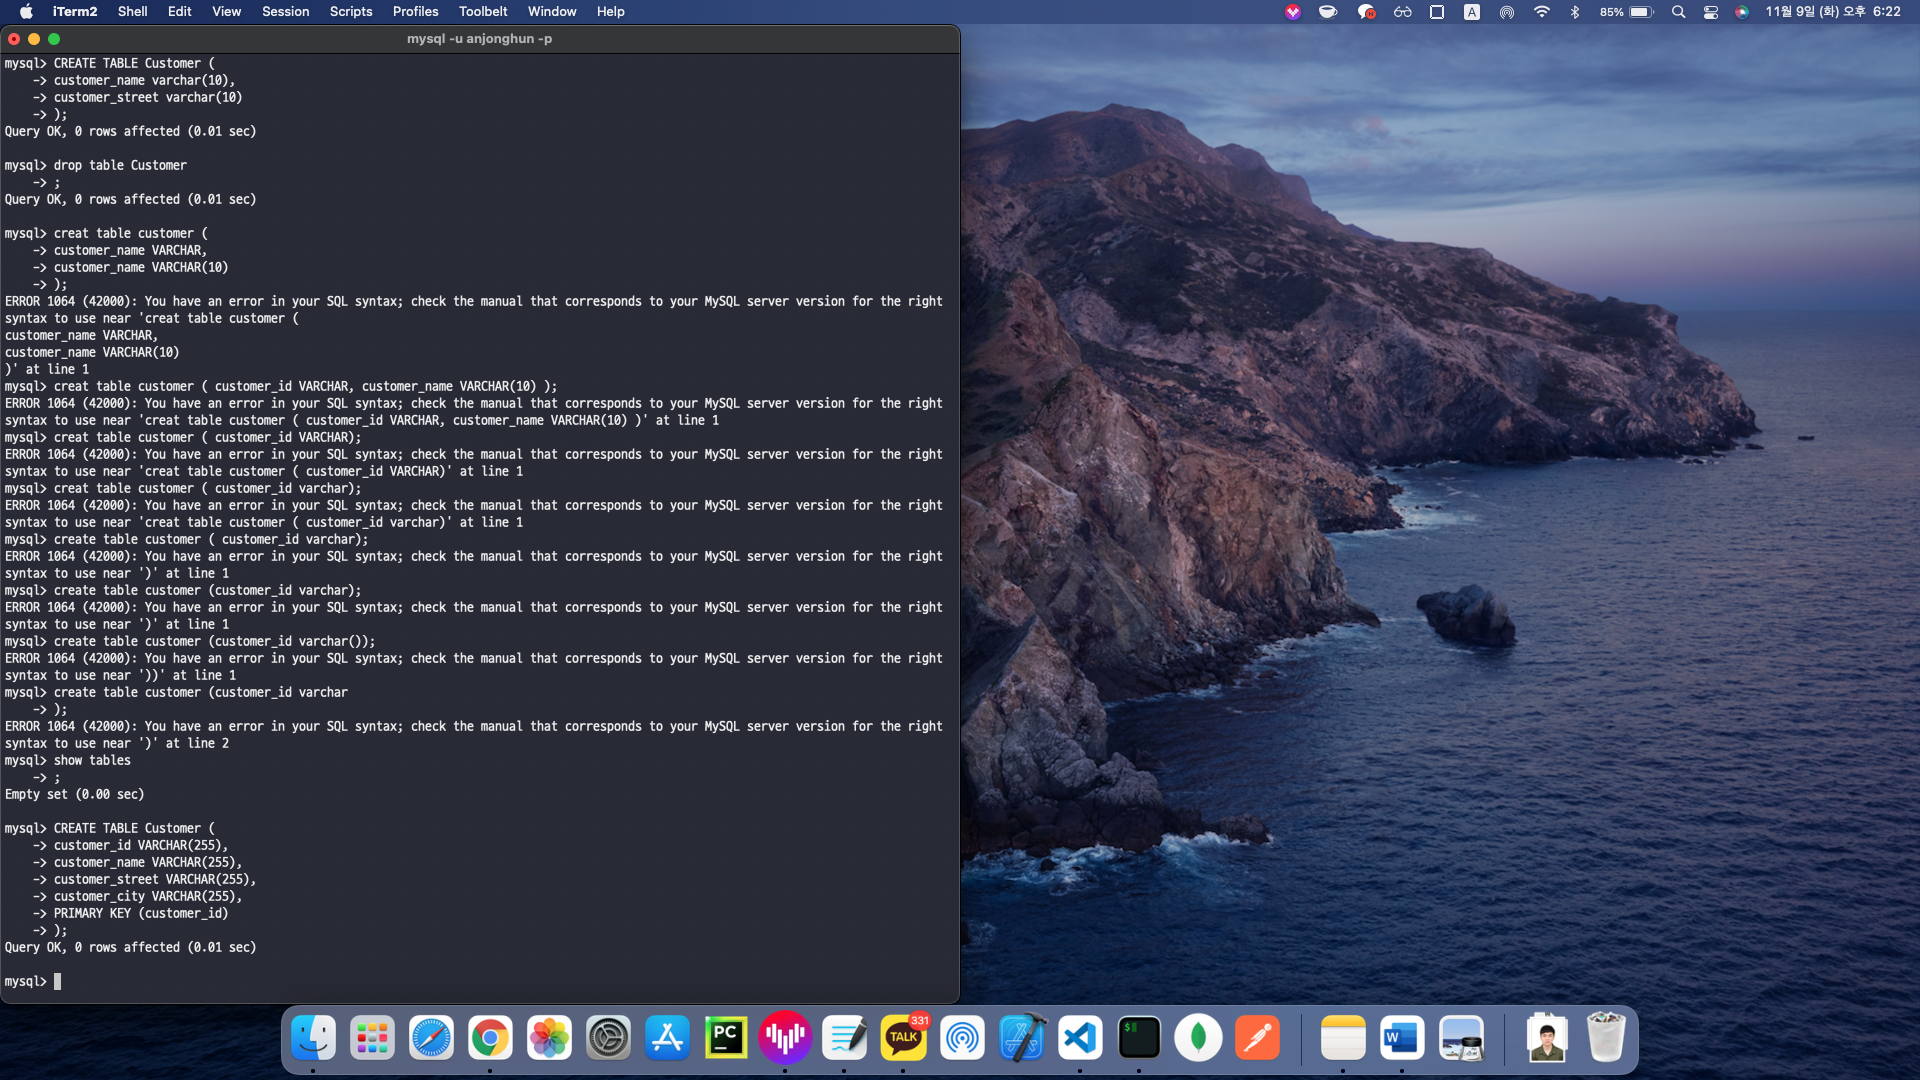 iTerm2 Shell Edit View Session Scripts Profiles Toolbelt Window Help A 85% 11월 9일 (화) 오후 6:22
mysql -u anjonghun -p
mysql> CREATE TABLE Customer (
    -> customer_name varchar(10),
    -> customer_street varchar(10)
    -> );
Query OK, 0 rows affected (0.01 sec)

mysql> drop table Customer
    -> ;
Query OK, 0 rows affected (0.01 sec)

mysql> creat table customer (
    -> customer_name VARCHAR,
    -> customer_name VARCHAR(10)
    -> );
ERROR 1064 (42000): You have an error in your SQL syntax; check the manual that corresponds to your MySQL server version for the right
syntax to use near 'creat table customer (
customer_name VARCHAR,
customer_name VARCHAR(10)
)' at line 1
mysql> creat table customer ( customer_id VARCHAR, customer_name VARCHAR(10) );
ERROR 1064 (42000): You have an error in your SQL syntax; check the manual that corresponds to your MySQL server version for the right
syntax to use near 'creat table customer ( customer_id VARCHAR, customer_name VARCHAR(10) )' at line 1
mysql> creat table customer ( customer_id VARCHAR);
ERROR 1064 (42000): You have an error in your SQL syntax; check the manual that corresponds to your MySQL server version for the right
syntax to use near 'creat table customer ( customer_id VARCHAR)' at line 1
mysql> creat table customer ( customer_id varchar);
ERROR 1064 (42000): You have an error in your SQL syntax; check the manual that corresponds to your MySQL server version for the right
syntax to use near 'creat table customer ( customer_id varchar)' at line 1
mysql> create table customer ( customer_id varchar);
ERROR 1064 (42000): You have an error in your SQL syntax; check the manual that corresponds to your MySQL server version for the right
syntax to use near ')' at line 1
mysql> create table customer (customer_id varchar);
ERROR 1064 (42000): You have an error in your SQL syntax; check the manual that corresponds to your MySQL server version for the right
syntax to use near ')' at line 1
mysql> create table customer (customer_id varchar());
ERROR 1064 (42000): You have an error in your SQL syntax; check the manual that corresponds to your MySQL server version for the right
syntax to use near '))' at line 1
mysql> create table customer (customer_id varchar
    -> );
ERROR 1064 (42000): You have an error in your SQL syntax; check the manual that corresponds to your MySQL server version for the right
syntax to use near ')' at line 2
mysql> show tables
    -> ;
Empty set (0.00 sec)

mysql> CREATE TABLE Customer (
    -> customer_id VARCHAR(255),
    -> customer_name VARCHAR(255),
    -> customer_street VARCHAR(255),
    -> customer_city VARCHAR(255),
    -> PRIMARY KEY (customer_id)
    -> );
Query OK, 0 rows affected (0.01 sec)

mysql>
PC TALK 331 $ W